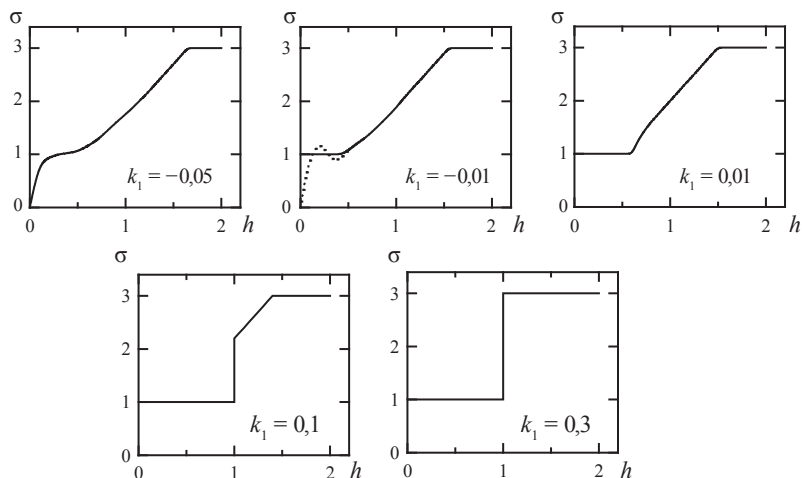 σ σ σ
3 3 3
2 2 2
1 1 1
k₁ = −0,05 k₁ = −0,01 k₁ = 0,01
0 0 0
0 1 2 h 0 1 2 h 0 1 2 h
σ σ
3 3
2 2
1 1
k₁ = 0,1 k₁ = 0,3
0 0
0 1 2 h 0 1 2 h